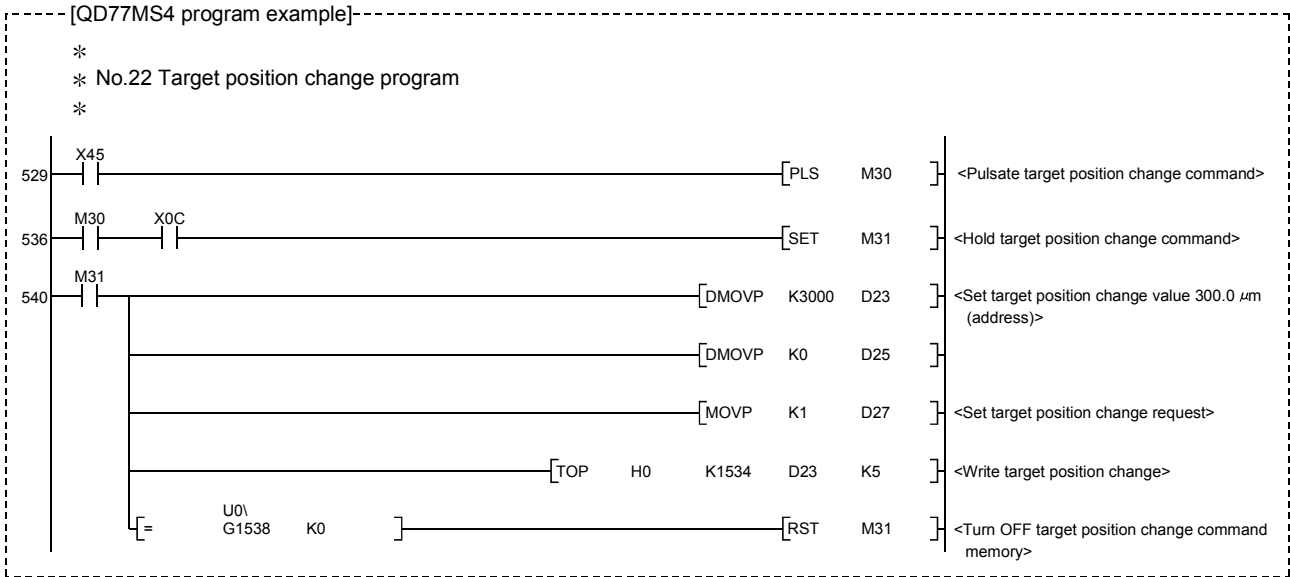 [QD77MS4 program example]
*
* No.22 Target position change program
*
X45
529 [PLS M30 ] <Pulsate target position change command>
M30 X0C
536 [SET M31 ] <Hold target position change command>
M31
540 [DMOVP K3000 D23 ] <Set target position change value 300.0 μm
(address)>
[DMOVP K0 D25 ]
[MOVP K1 D27 ] <Set target position change request>
[TOP H0 K1534 D23 K5 ] <Write target position change>
U0\
[= G1538 K0 ] [RST M31 ] <Turn OFF target position change command
memory>